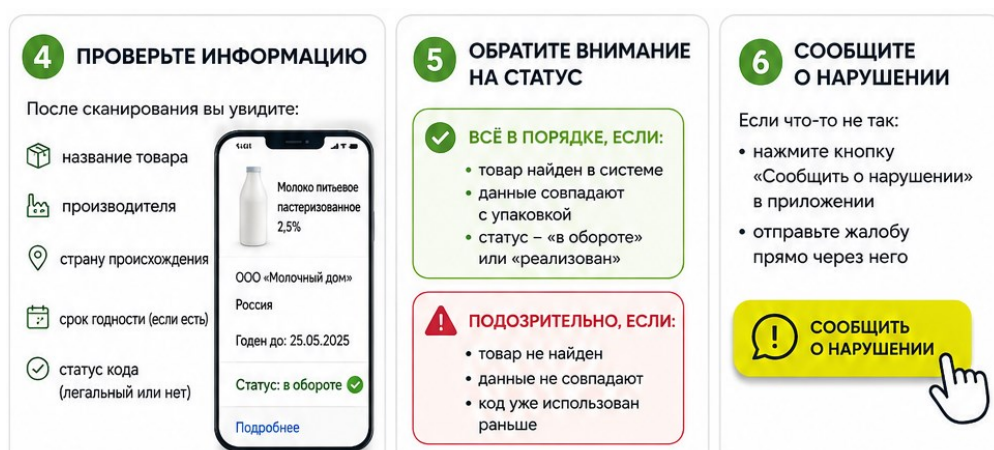 4 ПРОВЕРЬТЕ ИНФОРМАЦИЮ
После сканирования вы увидите:
название товара
производителя
страну происхождения
срок годности (если есть)
статус кода
(легальный или нет)
Молоко питьевое
пастеризованное
2,5%
ООО «Молочный дом»
Россия
Годен до: 25.05.2025
Статус: в обороте
Подробнее
5 ОБРАТИТЕ ВНИМАНИЕ
НА СТАТУС
ВСЁ В ПОРЯДКЕ, ЕСЛИ:
• товар найден в системе
• данные совпадают
с упаковкой
• статус – «в обороте»
или «реализован»
ПОДОЗРИТЕЛЬНО, ЕСЛИ:
• товар не найден
• данные не совпадают
• код уже использован
раньше
6 СООБЩИТЕ
О НАРУШЕНИИ
Если что-то не так:
• нажмите кнопку
«Сообщить о нарушении»
в приложении
• отправьте жалобу
прямо через него
СООБЩИТЬ
О НАРУШЕНИИ